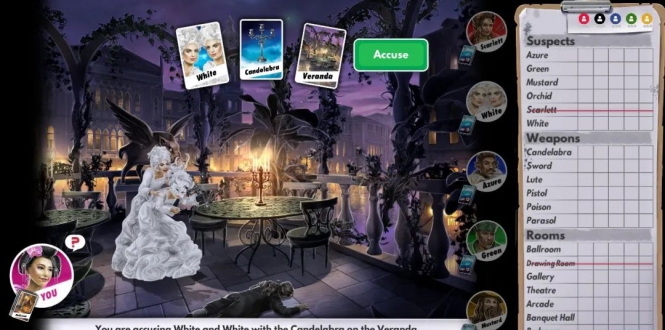 White
Candelabra
Veranda
Accuse
Scarlett
White
Azure
Green
Mustard
?
YOU
You are accusing White and White with the Candelabra on the Veranda
Suspects
Azure
Green
Mustard
Orchid
Scarlett
White
Weapons
Candelabra
Sword
Lute
Pistol
Poison
Parasol
Rooms
Ballroom
Drawing Room
Gallery
Theatre
Arcade
Banquet Hall